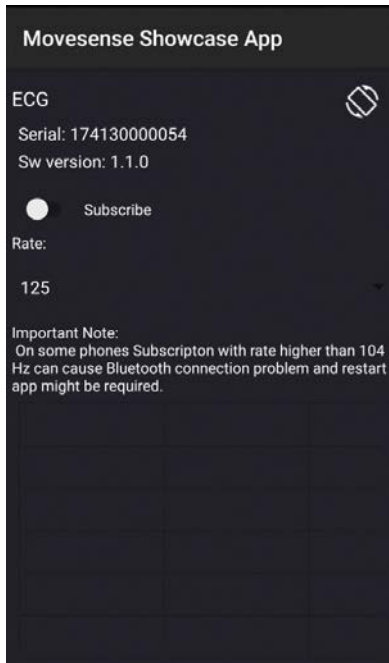 Movesense Showcase App
ECG
Serial: 174130000054
Sw version: 1.1.0
Subscribe
Rate:
125
Important Note:
On some phones Subscripton with rate higher than 104
Hz can cause Bluetooth connection problem and restart
app might be required.